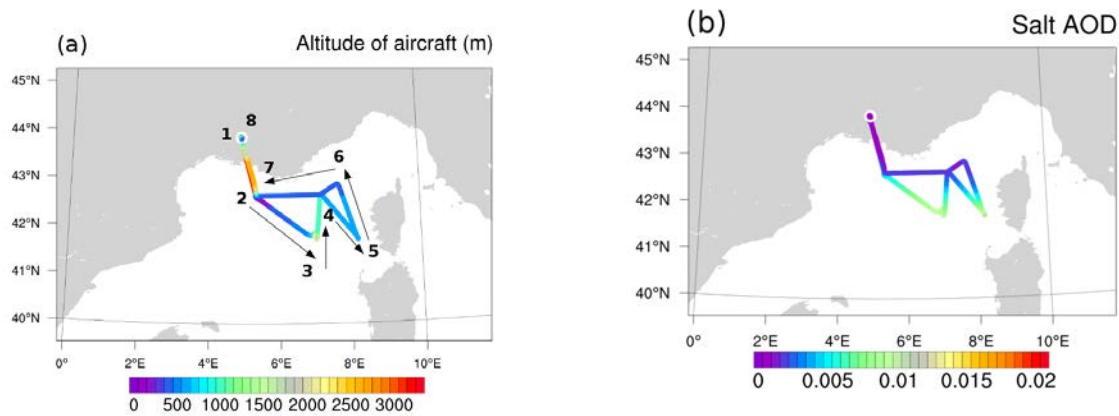 (a)
Altitude of aircraft (m)
45°N
44°N
43°N
42°N
41°N
40°N
1
8
7
6
2
4
3
5
0°
2°E
4°E
6°E
8°E
10°E
0 500 1000 1500 2000 2500 3000
(b)
Salt AOD
45°N
44°N
43°N
42°N
41°N
40°N
0°
2°E
4°E
6°E
8°E
10°E
0 0.005 0.01 0.015 0.02